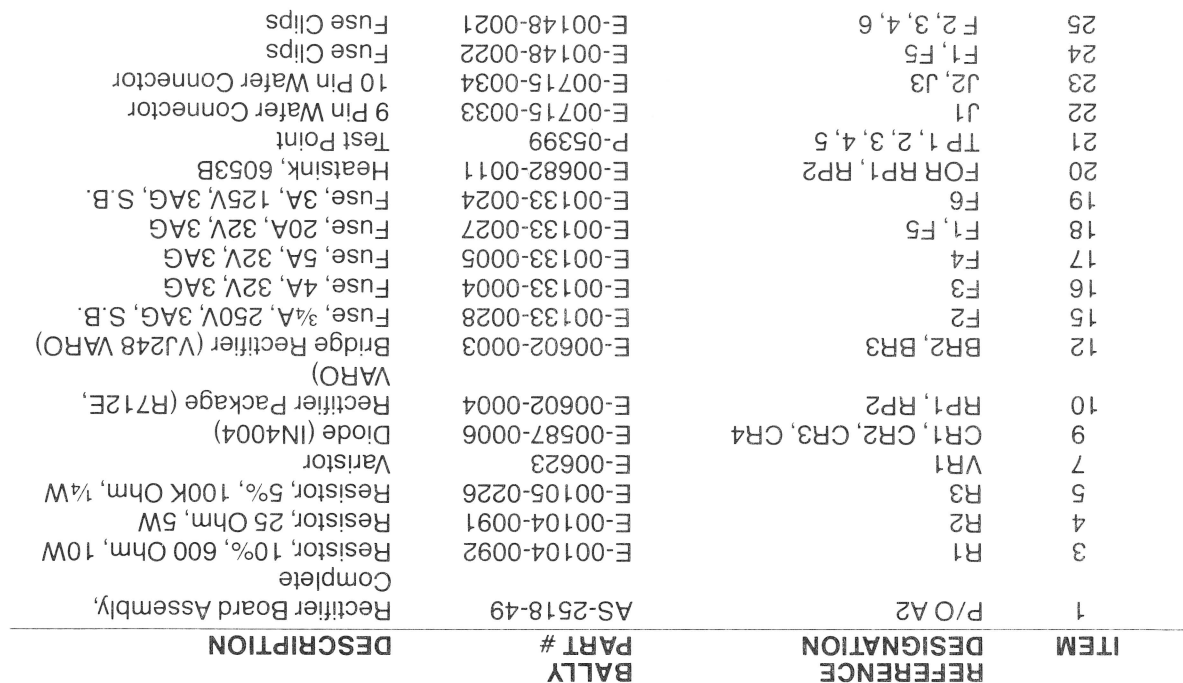 REFERENCE BALLY
ITEM DESIGNATION PART # DESCRIPTION
1 P/O A2 AS-2518-49 Rectifier Board Assembly,
Complete
3 R1 E-00104-0092 Resistor, 10%, 600 Ohm, 10W
4 R2 E-00104-0091 Resistor, 25 Ohm, 5W
5 R3 E-00105-0226 Resistor, 5%, 100K Ohm, ¼W
7 VR1 E-00623 Varistor
9 CR1, CR2, CR3, CR4 E-00587-0006 Diode (IN4004)
10 RP1, RP2 E-00602-0004 Rectifier Package (R712E,
VARO)
12 BR2, BR3 E-00602-0003 Bridge Rectifier (VJ248 VARO)
15 F2 E-00133-0028 Fuse, ¾A, 250V, 3AG, S.B.
16 F3 E-00133-0004 Fuse, 4A, 32V, 3AG
17 F4 E-00133-0005 Fuse, 5A, 32V, 3AG
18 F1, F5 E-00133-0027 Fuse, 20A, 32V, 3AG
19 F6 E-00133-0024 Fuse, 3A, 125V, 3AG, S.B.
20 FOR RP1, RP2 E-00682-0011 Heatsink, 6053B
21 TP 1, 2, 3, 4, 5 P-05399 Test Point
22 J1 E-00715-0033 9 Pin Wafer Connector
23 J2, J3 E-00715-0034 10 Pin Wafer Connector
24 F1, F5 E-00148-0022 Fuse Clips
25 F 2, 3, 4, 6 E-00148-0021 Fuse Clips